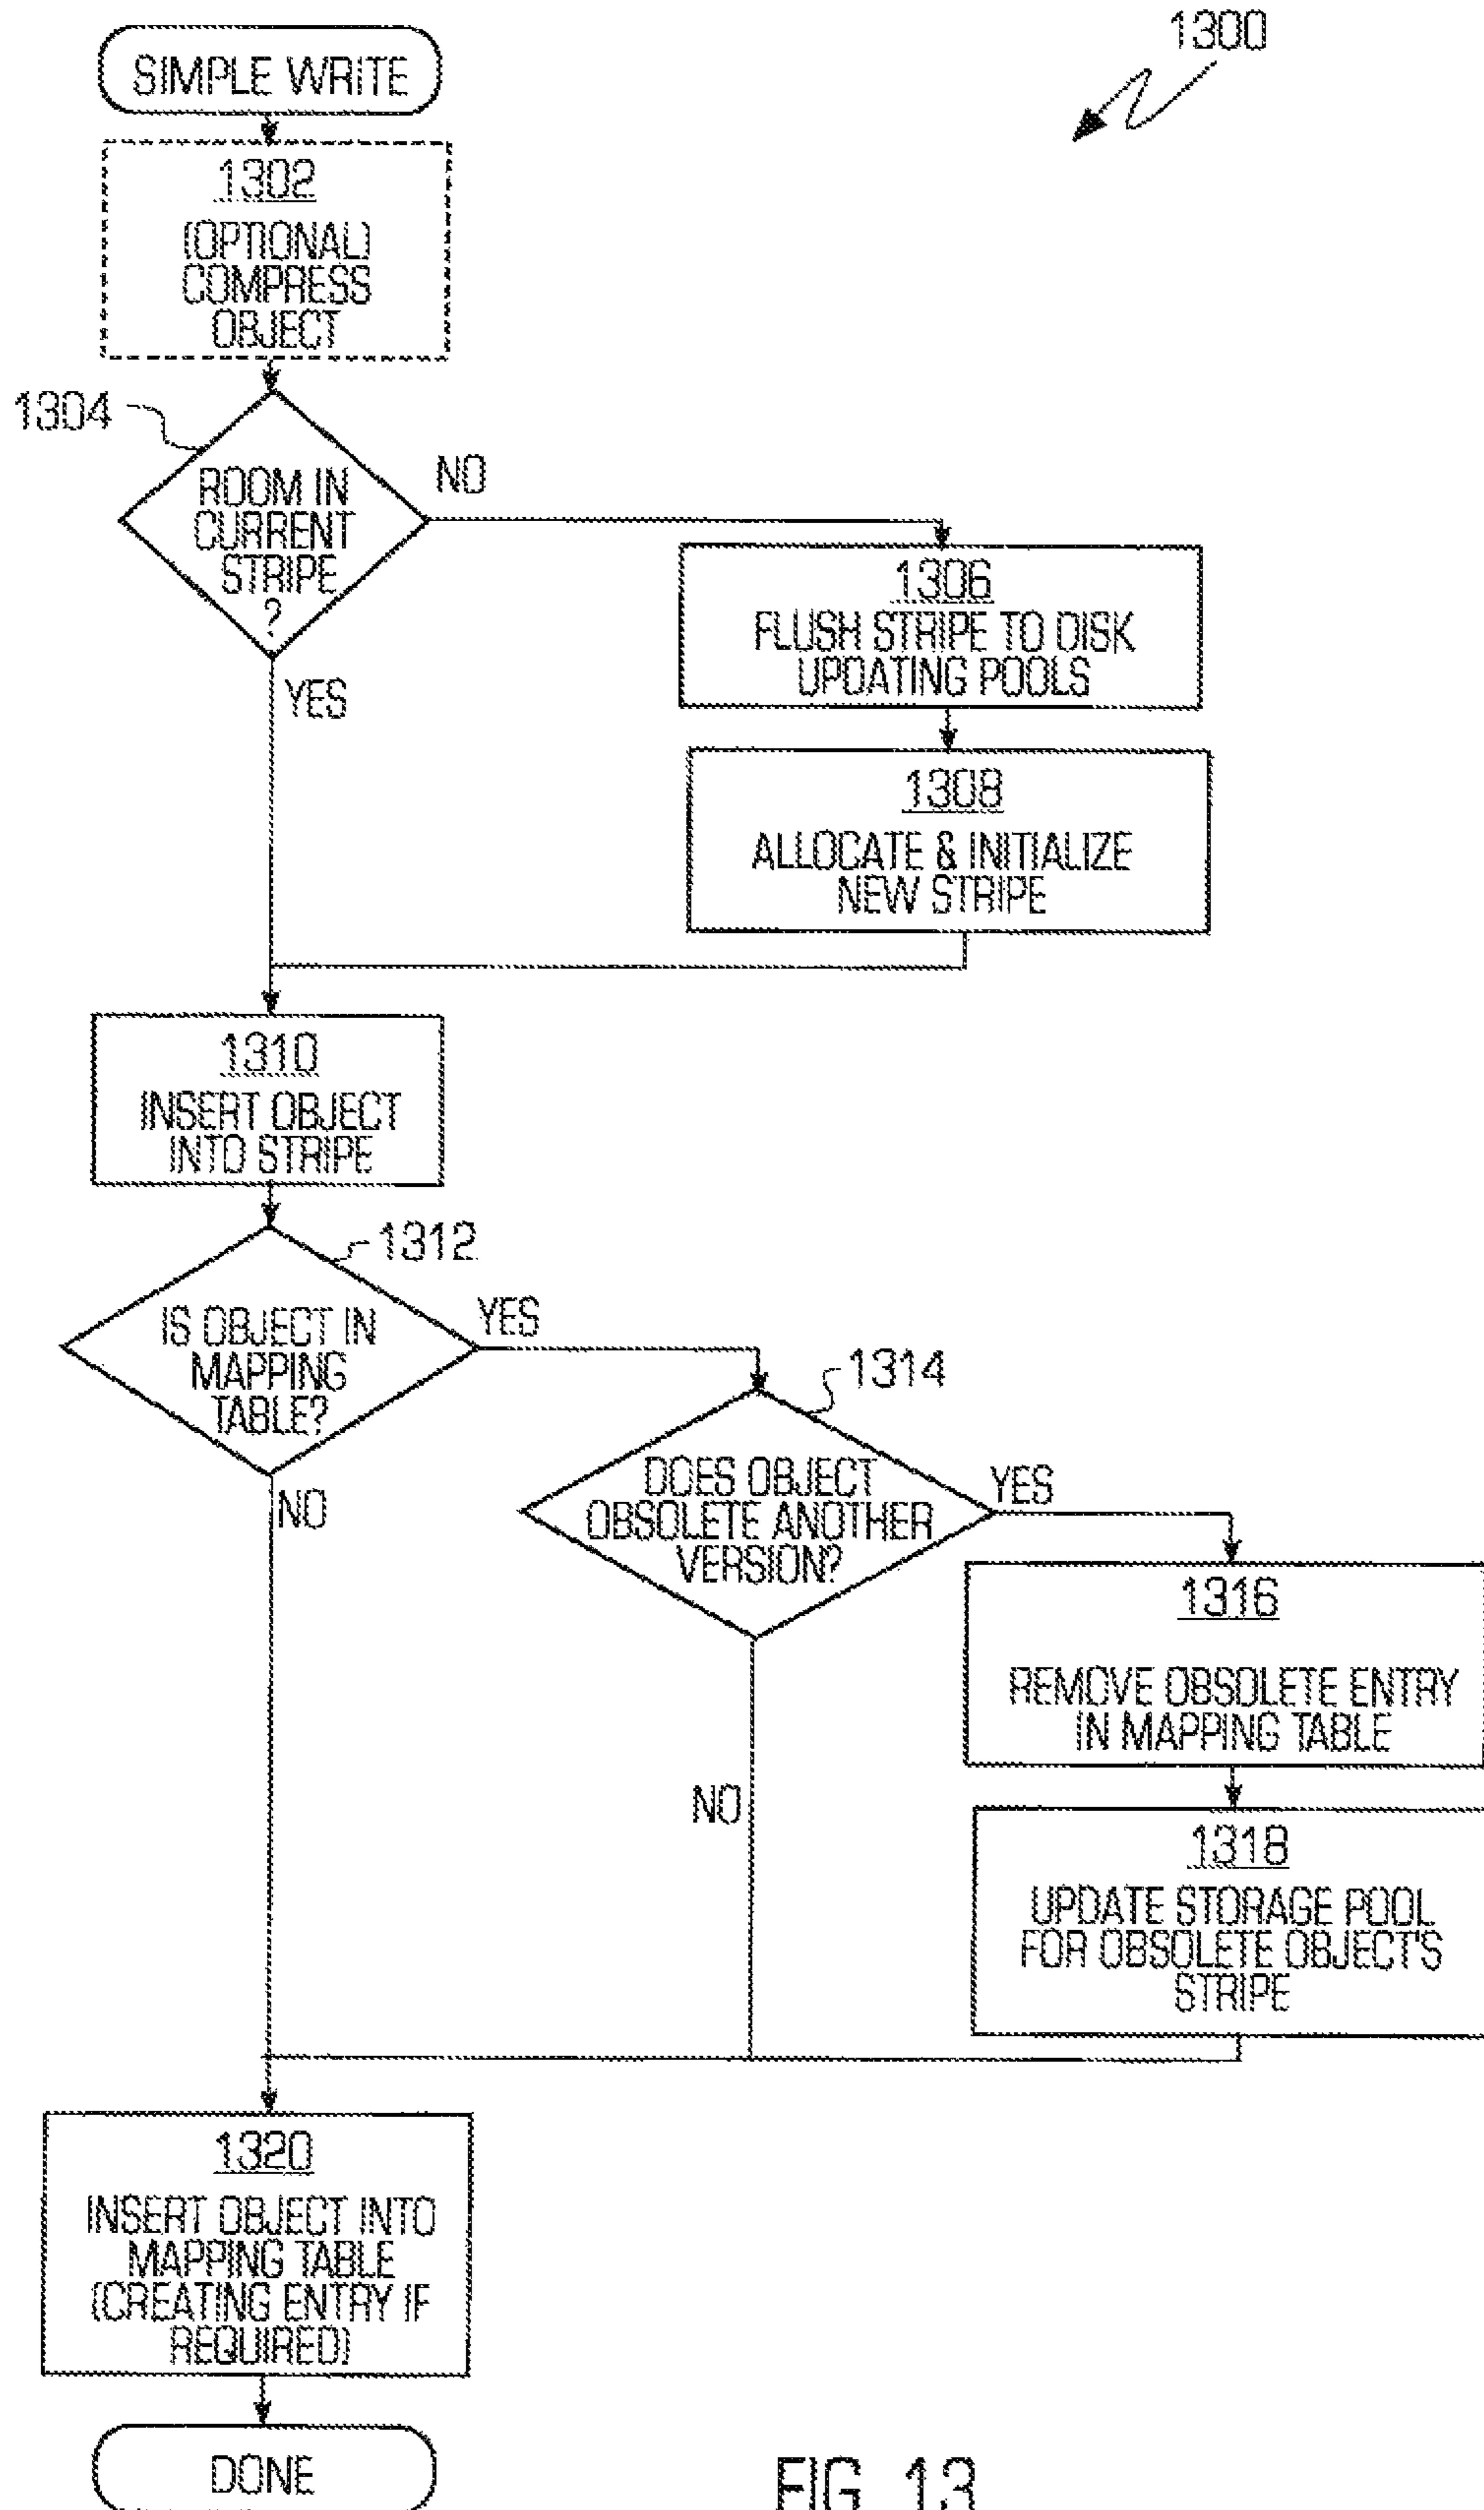 1300
SIMPLE WRITE
1302
(OPTIONAL)
COMPRESS
OBJECT
1304
ROOM IN
CURRENT
STRIPE
?
NO
YES
1306
FLUSH STRIPE TO DISK
UPDATING POOLS
1308
ALLOCATE & INITIALIZE
NEW STRIPE
1310
INSERT OBJECT
INTO STRIPE
1312
IS OBJECT IN
MAPPING
TABLE?
YES
NO
1314
DOES OBJECT
OBSOLETE ANOTHER
VERSION?
YES
NO
1316
REMOVE OBSOLETE ENTRY
IN MAPPING TABLE
1318
UPDATE STORAGE POOL
FOR OBSOLETE OBJECT'S
STRIPE
1320
INSERT OBJECT INTO
MAPPING TABLE
(CREATING ENTRY IF
REQUIRED)
DONE
FIG. 13